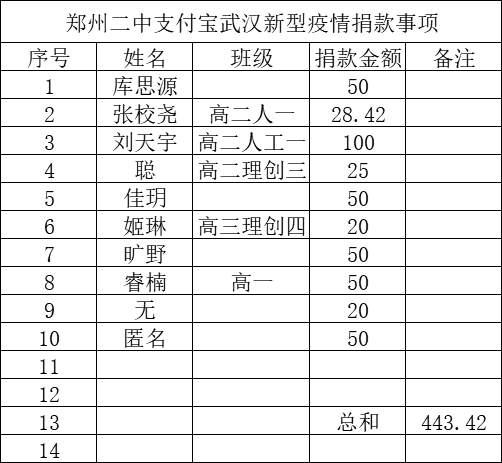 郑州二中支付宝武汉新型疫情捐款事项
序号 姓名 班级 捐款金额 备注
1 库思源 50
2 张校尧 高二人一 28.42
3 刘天宇 高二人工一 100
4 聪 高二理创三 25
5 佳玥 50
6 姬琳 高三理创四 20
7 旷野 50
8 睿楠 高一 50
9 无 20
10 匿名 50
11
12
13 总和 443.42
14